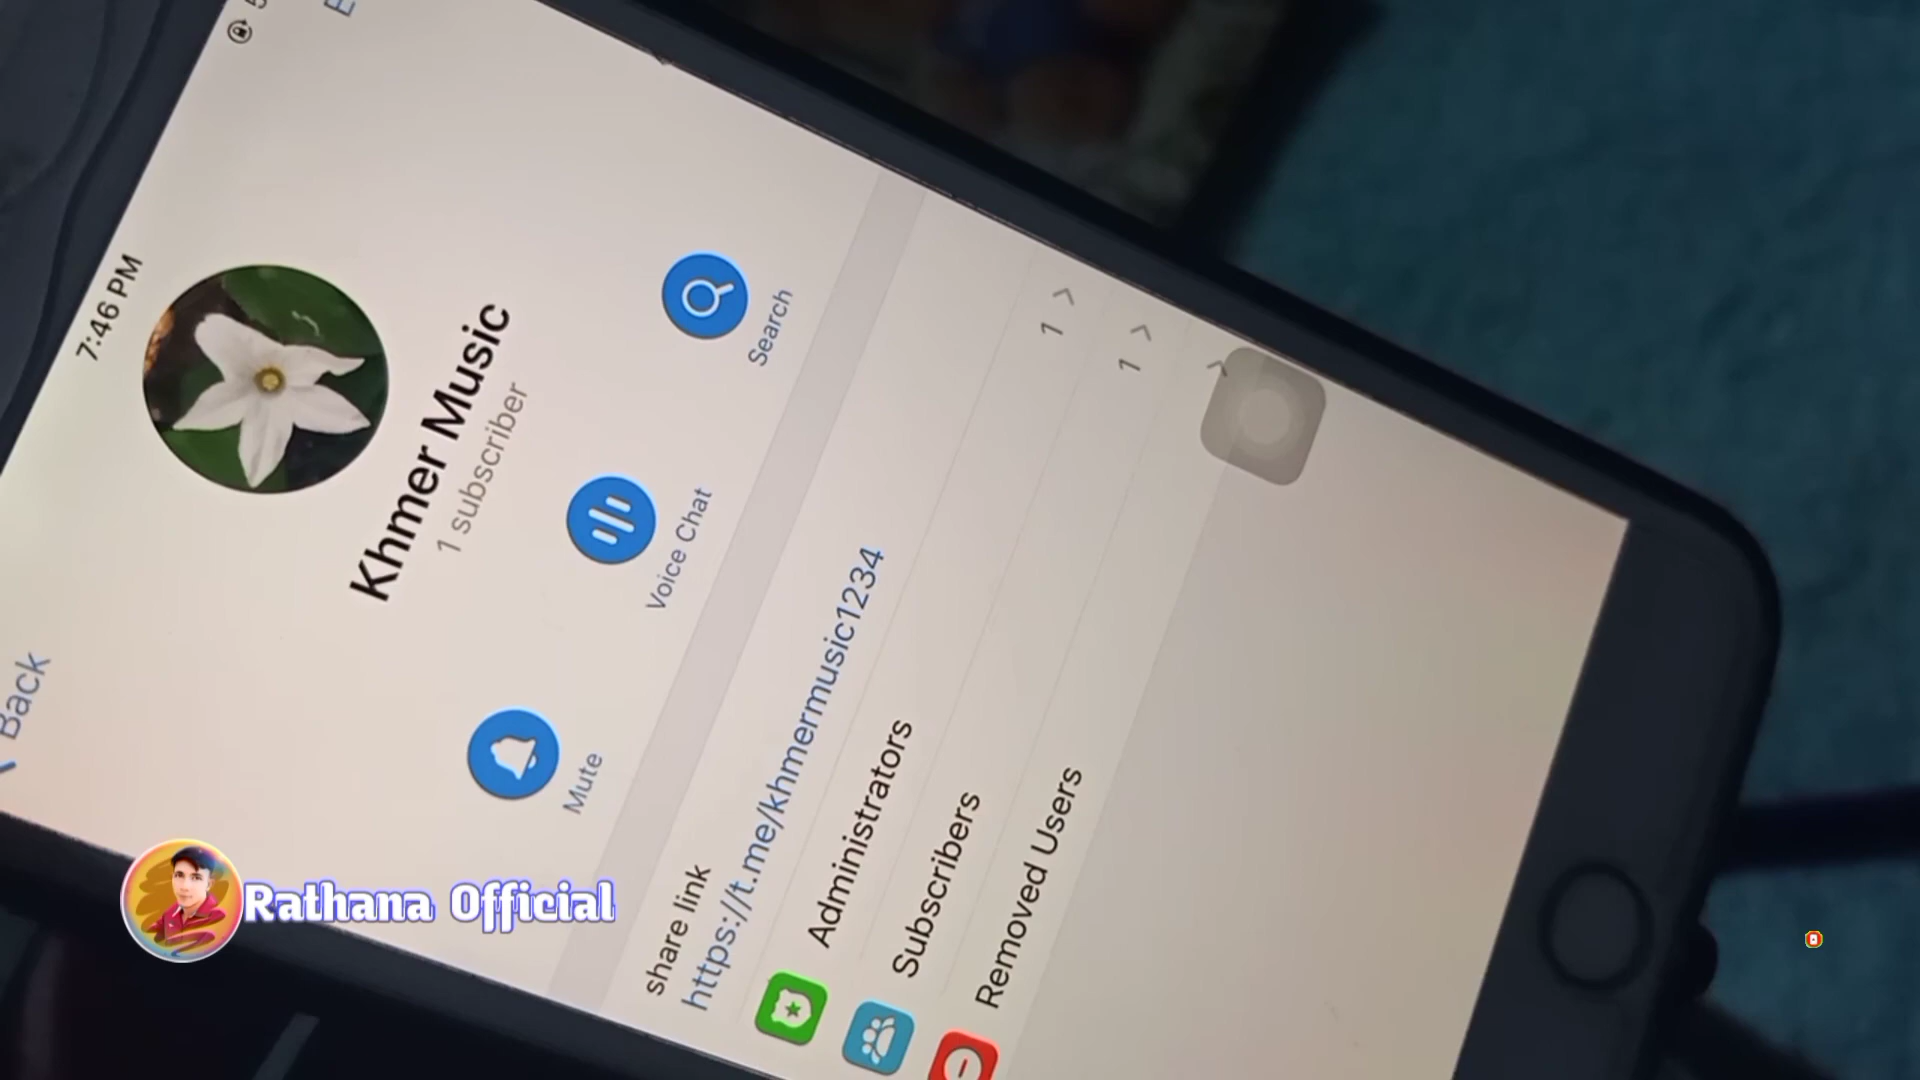 7:46 PM
Back
Khmer Music
1 subscriber
Mute
Voice Chat
Search
share link
https://t.me/khermusic1234
Administrators
1
Subscribers
1
Removed Users
Rathana Official